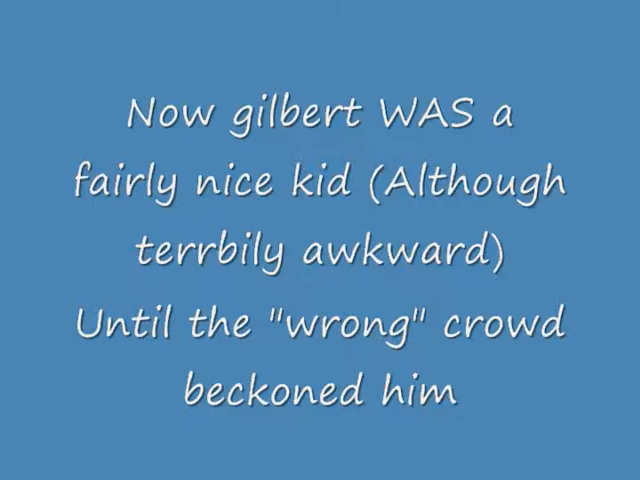 Now gilbert WAS a
fairly nice kid (Although
terrbily awkward)
Until the "wrong" crowd
beckoned him